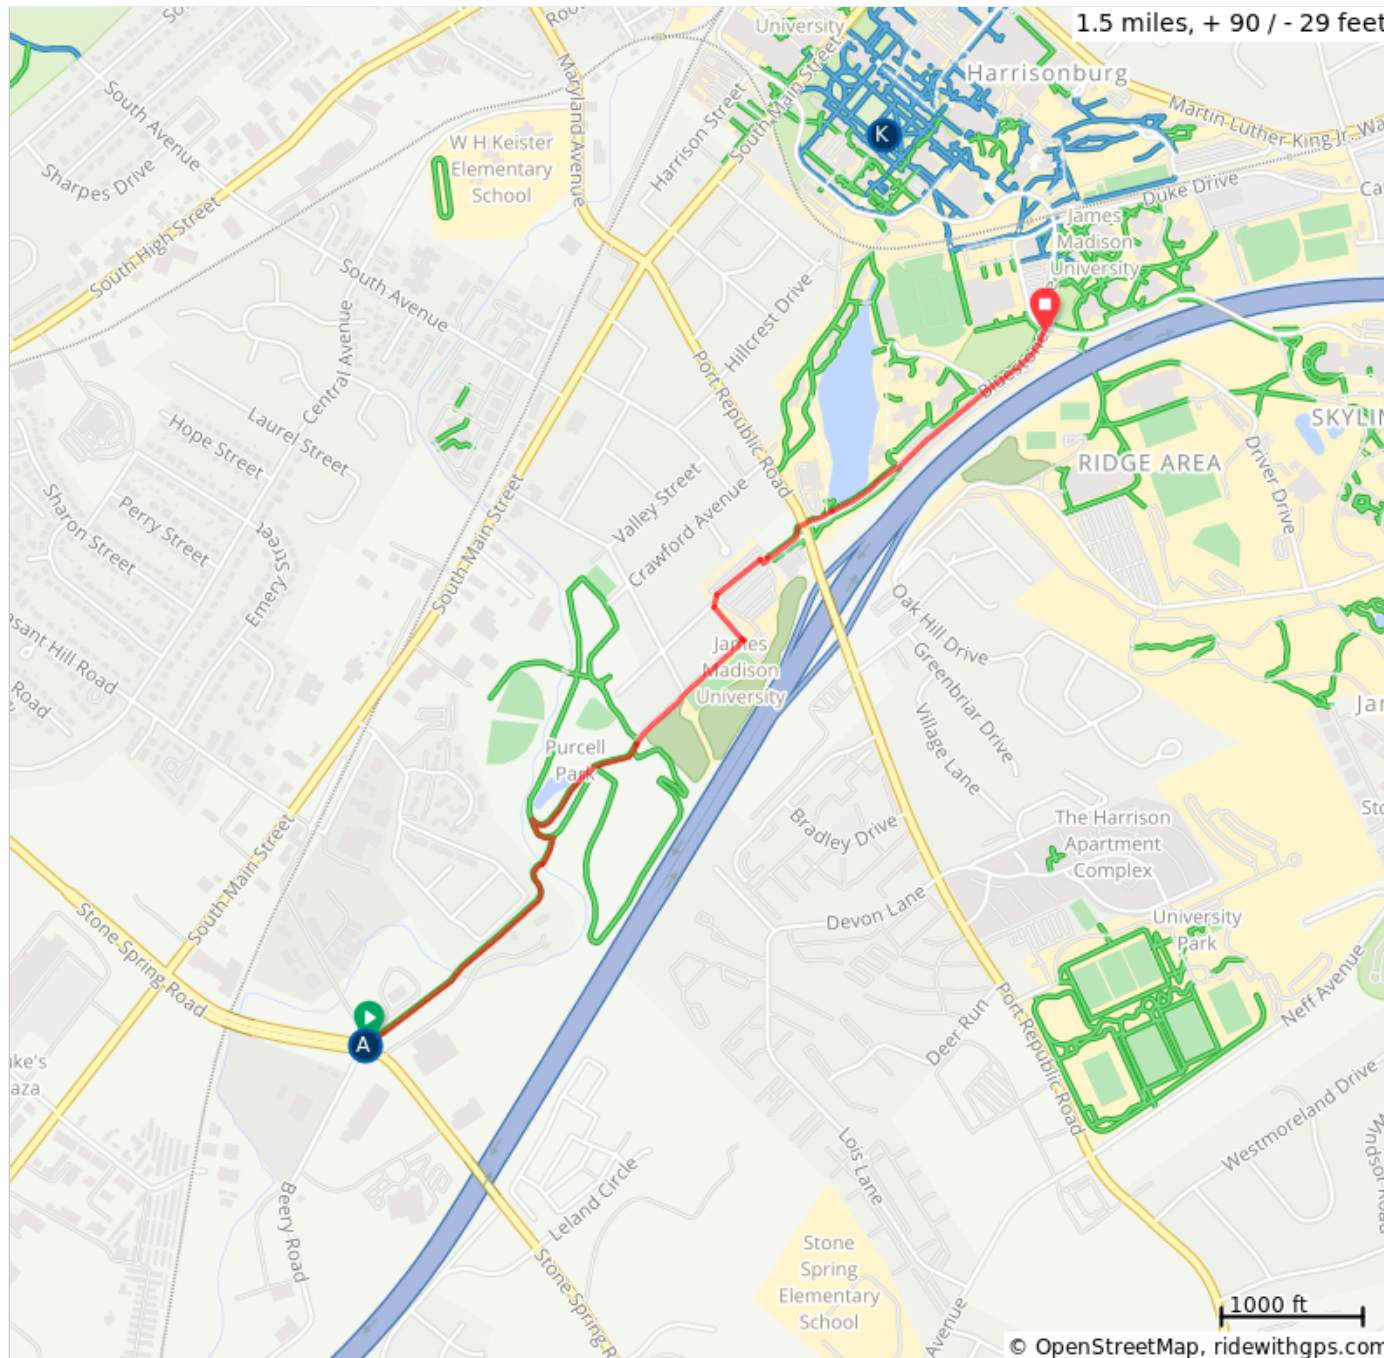 1.5 miles, + 90 / - 29 feet
University
Harrisonburg
Maryland Avenue
South Avenue
Sharpes Drive
South High Street
W H Keister
Elementary
School
Harrison Street
South Main Street
K
Martin Luther King Jr.
Duke Drive
James
Madison
University
South Avenue
Central Avenue
Hillcrest Drive
Port Republic Road
Bluestone
Laurel Street
Hope Street
Perry Street
Sharon Street
Emery Street
South Main Street
Valley Street
Crawford Avenue
RIDGE AREA
Driver Drive
Oak Hill Drive
Greenbriar Drive
Village Lane
James
Madison
University
Purcell
Park
Road
South Main Street
Stone Spring Road
A
Bradley Drive
The Harrison
Apartment
Complex
Devon Lane
University
Park
Neff Avenue
Deer Run
Port Republic Road
Westmoreland Drive
Lois Lane
Leland Circle
Beery Road
Stone Spring
Stone
Spring
Elementary
School
Avenue
1000 ft
© OpenStreetMap, ridewithgps.com